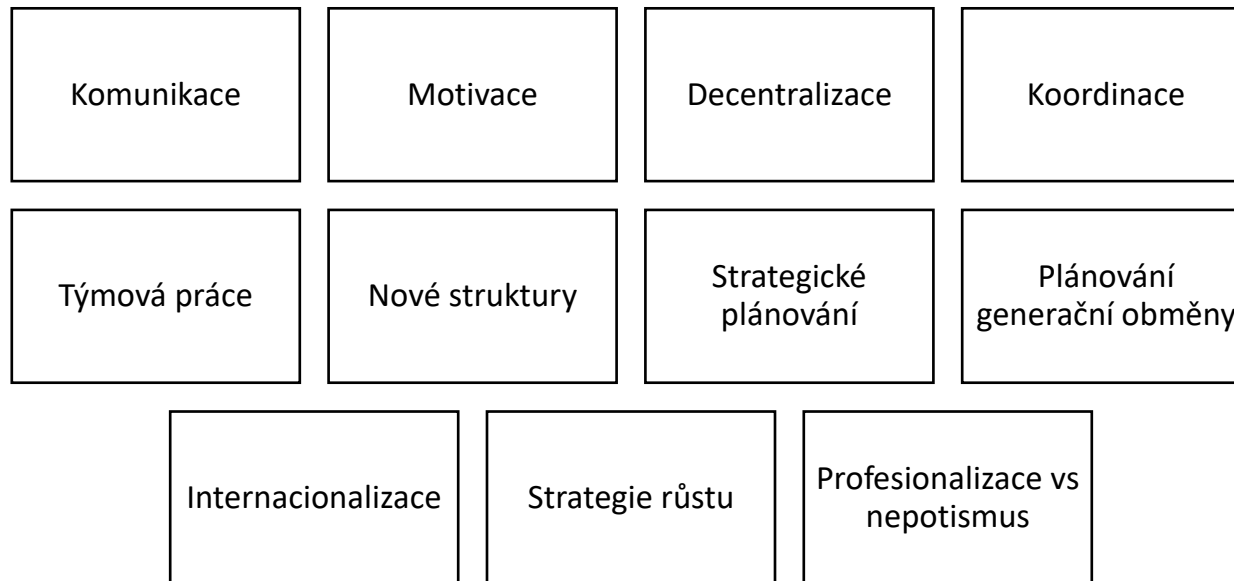 Komunikace
Motivace
Decentralizace
Koordinace
Týmová práce
Nové struktury
Strategické
plánování
Plánování
generační obměny
Internacionalizace
Strategie růstu
Profesionalizace vs
nepotismus